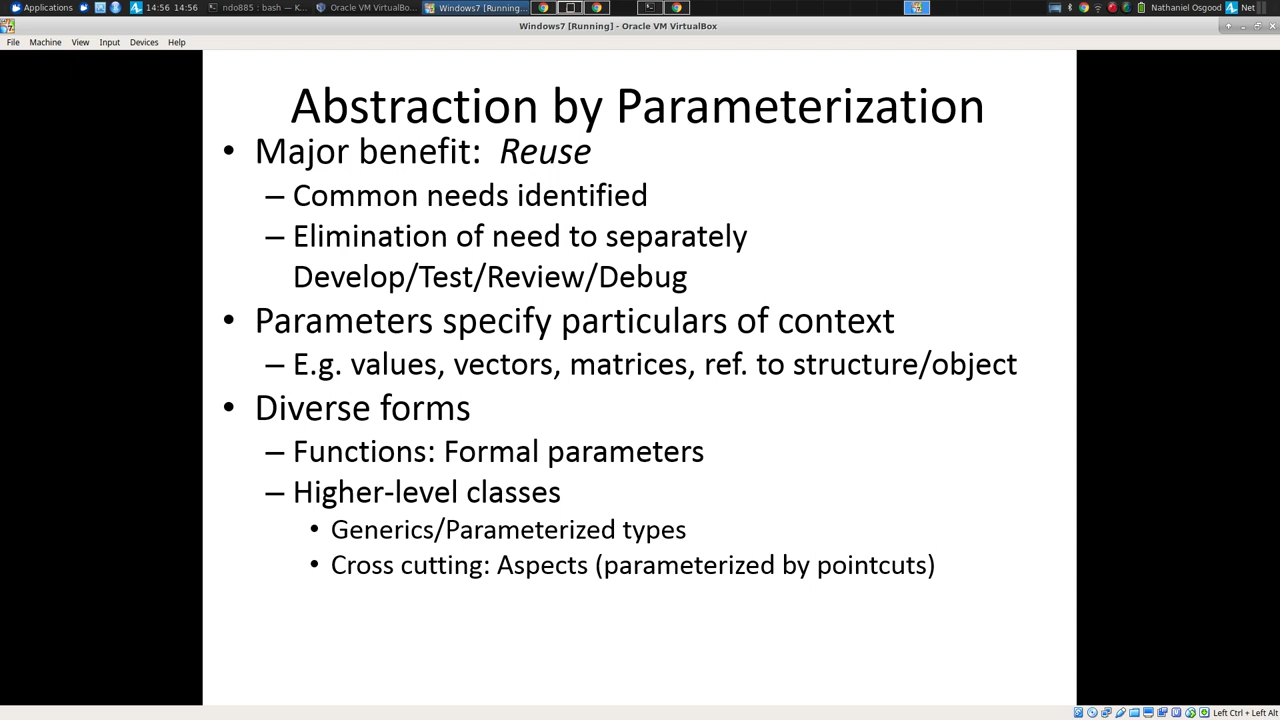 Applications
14:56 14:56
ndo885 : bash — K...
Oracle VM VirtualBo...
Windows7 [Running...
Nathaniel Osgood
Net
Windows7 [Running] - Oracle VM VirtualBox
File Machine View Input Devices Help
Abstraction by Parameterization
• Major benefit: Reuse
– Common needs identified
– Elimination of need to separately
Develop/Test/Review/Debug
• Parameters specify particulars of context
– E.g. values, vectors, matrices, ref. to structure/object
• Diverse forms
– Functions: Formal parameters
– Higher-level classes
• Generics/Parameterized types
• Cross cutting: Aspects (parameterized by pointcuts)
Left Ctrl + Left Alt